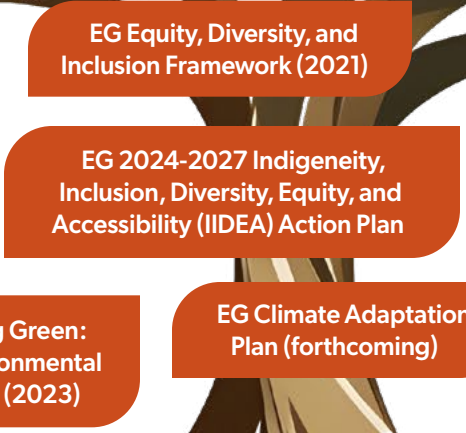 EG Equity, Diversity, and
Inclusion Framework (2021)
EG 2024-2027 Indigeneity,
Inclusion, Diversity, Equity, and
Accessibility (IIDEA) Action Plan
EG Climate Adaptation
Plan (forthcoming)
Green:
(2023)